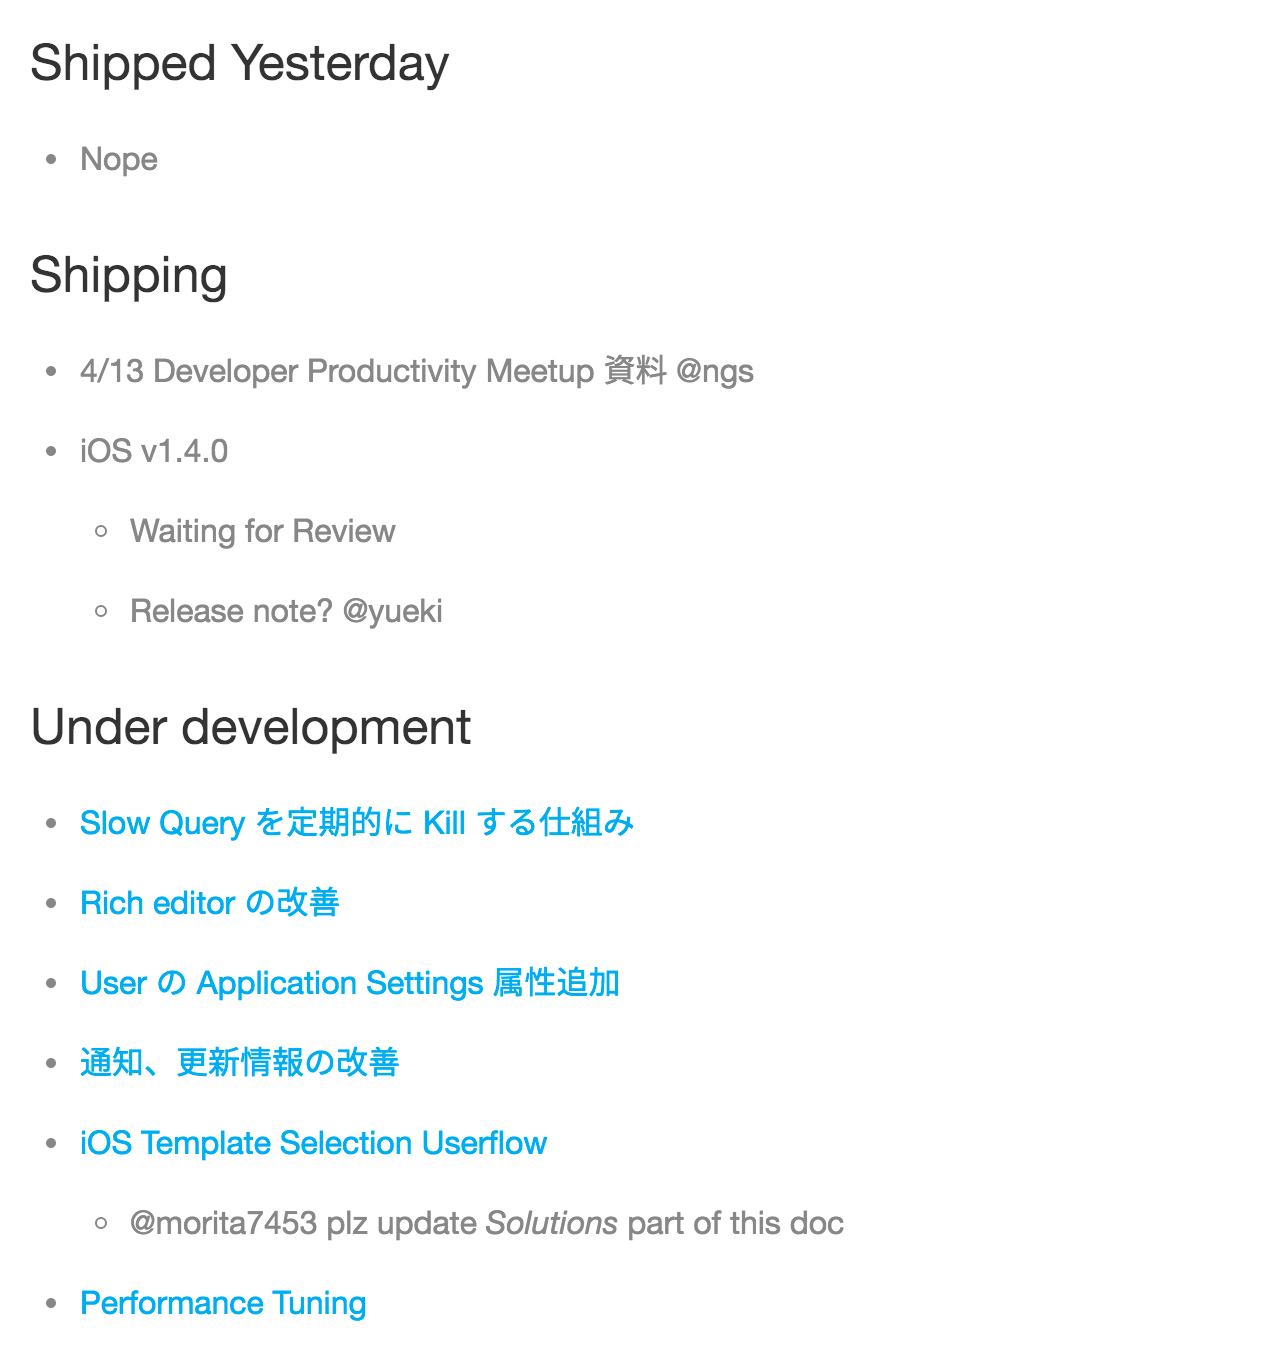 Shipped Yesterday
Nope
Shipping
4/13 Developer Productivity Meetup 資料 @ngs
iOS v1.4.0
Waiting for Review
Release note? @yueki
Under development
Slow Query を定期的に Kill する仕組み
Rich editor の改善
User の Application Settings 属性追加
通知、更新情報の改善
iOS Template Selection Userflow
@morita7453 plz update Solutions part of this doc
Performance Tuning